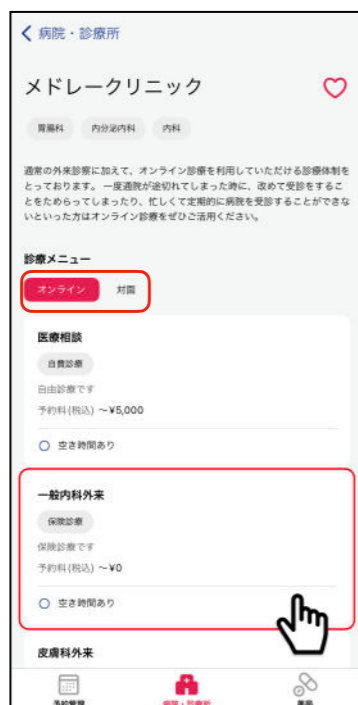 病院・診療所
メドレークリニック
胃腸科 内分泌内科 内科
通常の外来診察に加えて、オンライン診療を利用していただける診療体制を
とっております。 一度通院が途切れてしまった時に、改めて受診をするこ
とをためらってしまったり、忙しくて定期的に病院を受診することができな
いといった方はオンライン診療をぜひご活用ください。
診療メニュー
オンライン 対面
医療相談
自費診療
自由診療です
予約料(税込) 〜¥5,000
空き時間あり
一般内科外来
保険診療
保険診療です
予約料(税込) 〜¥0
空き時間あり
皮膚科外来
病院・診療所 薬局